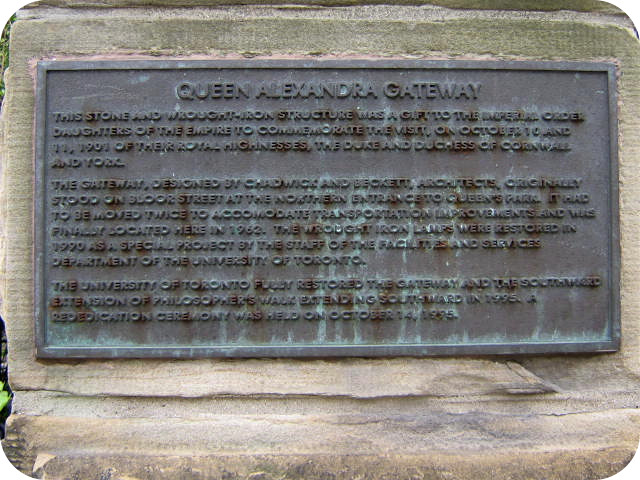 QUEEN ALEXANDRA GATEWAY
THIS STONE AND WROUGHT-IRON STRUCTURE WAS A GIFT TO THE IMPERIAL ORDER
DAUGHTERS OF THE EMPIRE TO COMMEMORATE THE VISIT, ON OCTOBER 10 AND
11, 1901 OF THEIR ROYAL HIGHNESSES, THE DUKE AND DUCHESS OF CORNWALL
AND YORK.
THE GATEWAY, DESIGNED BY CHADWICK AND BECKETT, ARCHITECTS, ORIGINALLY
STOOD ON BLOOR STREET AT THE NORTHERN ENTRANCE TO QUEEN'S PARK. IT HAD
TO BE MOVED TWICE TO ACCOMODATE TRANSPORTATION IMPROVEMENTS AND WAS
FINALLY LOCATED HERE IN 1962. THE WROUGHT IRON LAMPS WERE RESTORED IN
1990 AS A SPECIAL PROJECT BY THE STAFF OF THE FACILITIES AND SERVICES
DEPARTMENT OF THE UNIVERSITY OF TORONTO.
THE UNIVERSITY OF TORONTO FULLY RESTORED THE GATEWAY AND THE SOUTHWARD
EXTENSION OF PHILOSOPHER'S WALK EXTENDING SOUTHWARD IN 1995. A
REDEDICATION CEREMONY WAS HELD ON OCTOBER 14, 1995.